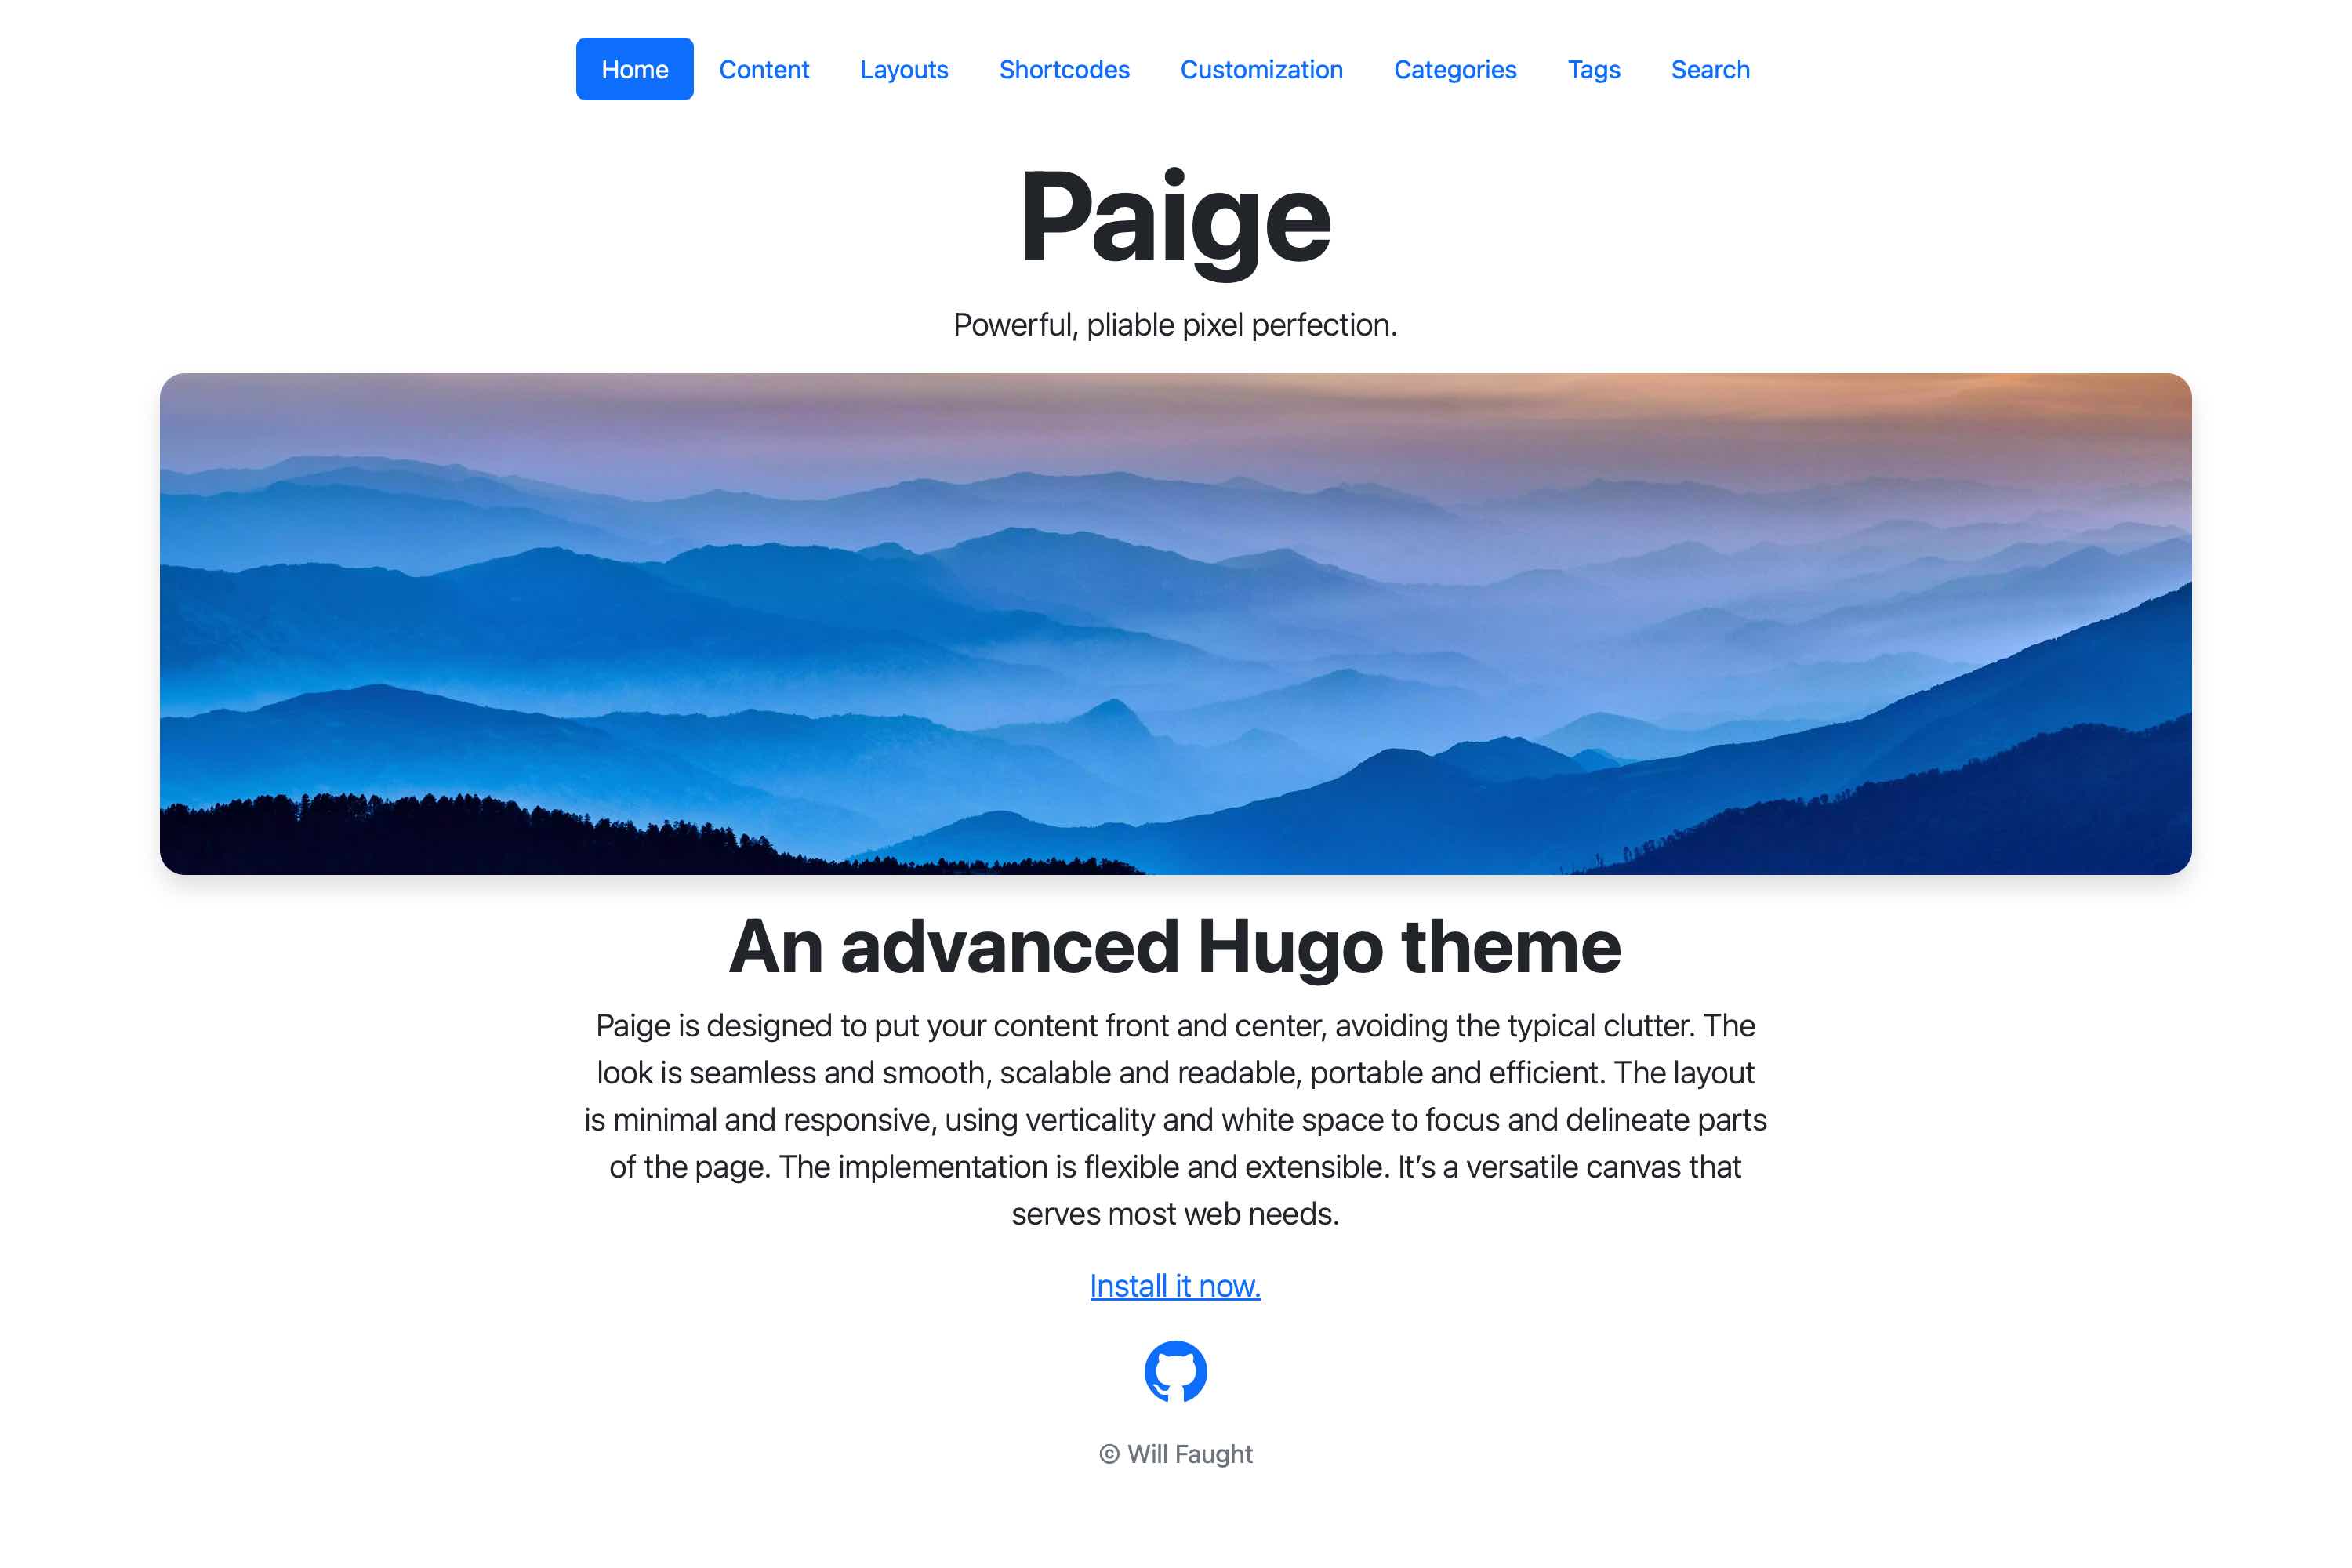 Home Content Layouts Shortcodes Customization Categories Tags Search
Paige
Powerful, pliable pixel perfection.
An advanced Hugo theme
Paige is designed to put your content front and center, avoiding the typical clutter. The
look is seamless and smooth, scalable and readable, portable and efficient. The layout
is minimal and responsive, using verticality and white space to focus and delineate parts
of the page. The implementation is flexible and extensible. It’s a versatile canvas that
serves most web needs.
Install it now.
© Will Faught